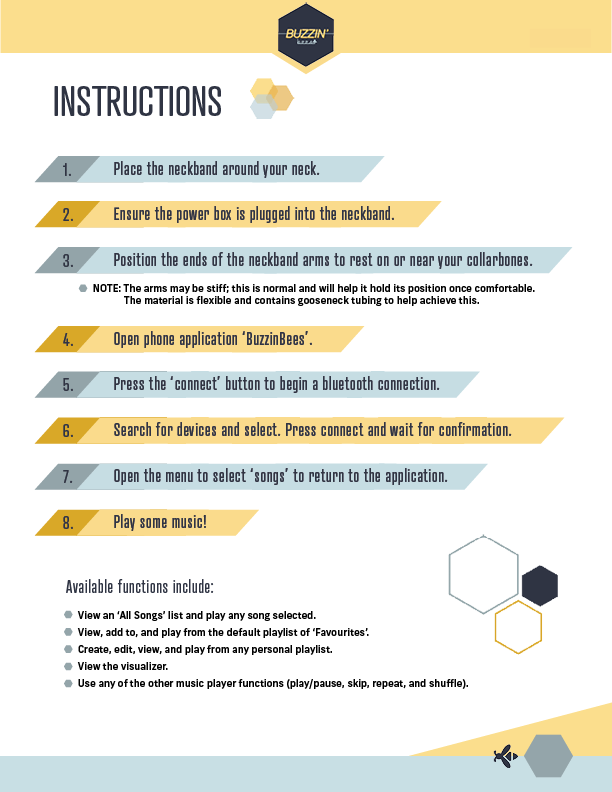 BUZZIN'
INSTRUCTIONS
1. Place the neckband around your neck.
2. Ensure the power box is plugged into the neckband.
3. Position the ends of the neckband arms to rest on or near your collarbones.
NOTE: The arms may be stiff; this is normal and will help it hold its position once comfortable.
The material is flexible and contains gooseneck tubing to help achieve this.
4. Open phone application ‘BuzzinBees’.
5. Press the ‘connect’ button to begin a bluetooth connection.
6. Search for devices and select. Press connect and wait for confirmation.
7. Open the menu to select ‘songs’ to return to the application.
8. Play some music!
Available functions include:
View an ‘All Songs’ list and play any song selected.
View, add to, and play from the default playlist of ‘Favourites’.
Create, edit, view, and play from any personal playlist.
View the visualizer.
Use any of the other music player functions (play/pause, skip, repeat, and shuffle).